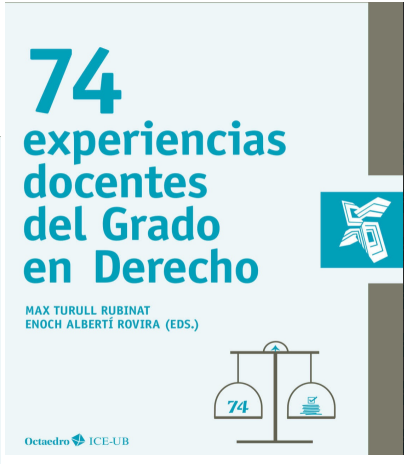 74
experiencias
docentes
del Grado
en Derecho
MAX TURULL RUBINAT
ENOCH ALBERTÍ ROVIRA (EDS.)
74
Octaedro ICE-UB